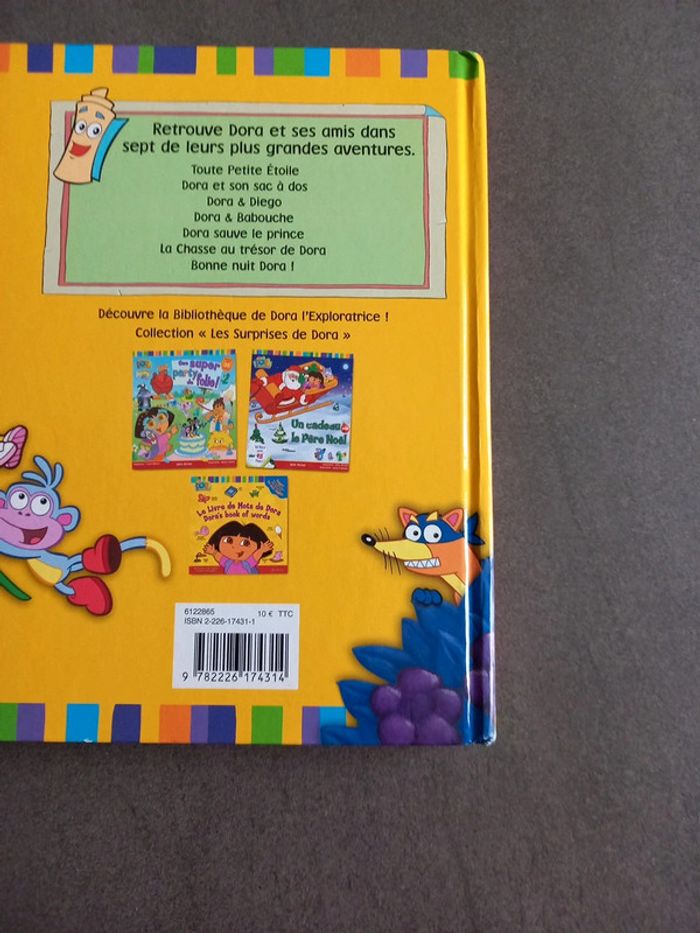 Retrouve Dora et ses amis dans
sept de leurs plus grandes aventures.
Toute Petite Étoile
Dora et son sac à dos
Dora & Diego
Dora & Babouche
Dora sauve le prince
La Chasse au trésor de Dora
Bonne nuit Dora !
Découvre la Bibliothèque de Dora l'Exploratrice !
Collection « Les Surprises de Dora »
super
party
folie!
Un cadeau
le Père Noël
Le Livre de Mots de Dora
Dora's book of words
6122865 10 € TTC
ISBN 2-226-17431-1
9 782226 174314